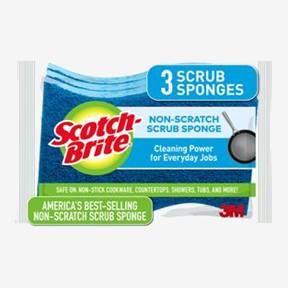 3 SCRUB
SPONGES
Scotch-
Brite
NON-SCRATCH
SCRUB SPONGE
Cleaning Power
for Everyday Jobs
SAFE ON: NON-STICK COOKWARE, COUNTERTOPS, SHOWERS, TUBS, AND MORE!
AMERICA'S BEST-SELLING
NON-SCRATCH SCRUB SPONGE
3M